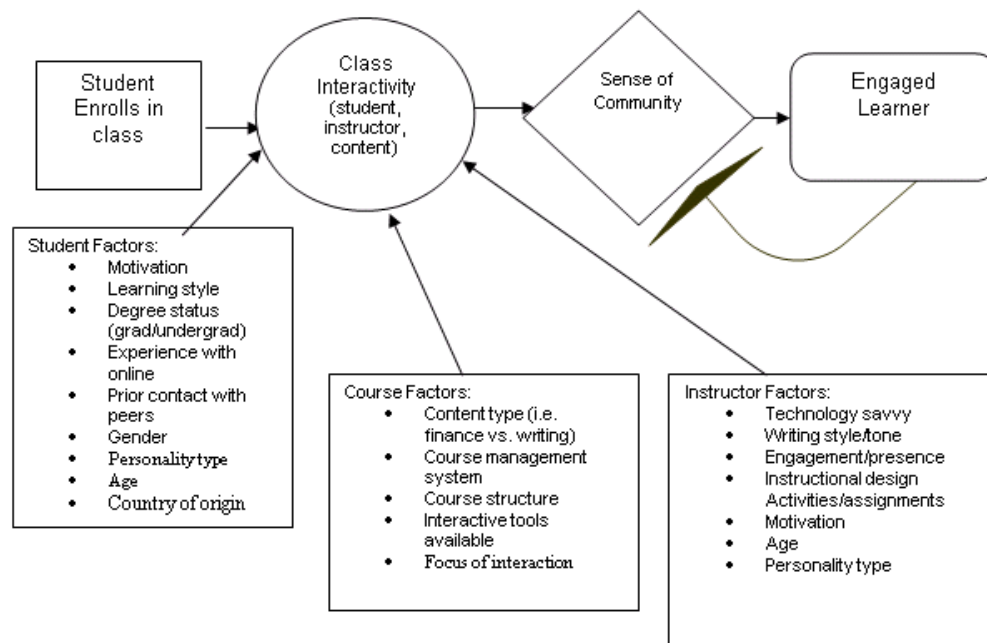 Student
Enrolls in
class
Class
Interactivity
(student,
instructor,
content)
Sense of
Community
Engaged
Learner
Student Factors:
• Motivation
• Learning style
• Degree status
(grad/undergrad)
• Experience with
online
• Prior contact with
peers
• Gender
• Personality type
• Age
• Country of origin
Course Factors:
• Content type (i.e.
finance vs. writing)
• Course management
system
• Course structure
• Interactive tools
available
• Focus of interaction
Instructor Factors:
• Technology savvy
• Writing style/tone
• Engagement/presence
• Instructional design
Activities/assignments
• Motivation
• Age
• Personality type